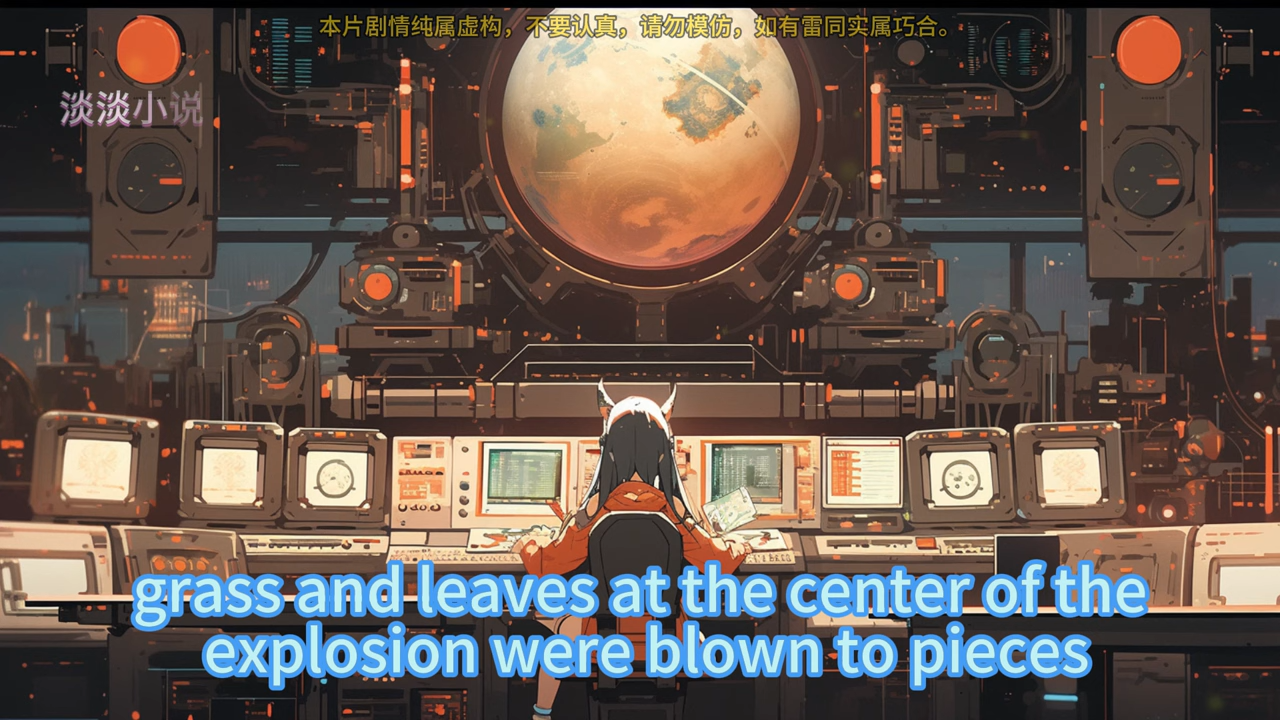 本片剧情纯属虚构，不要认真，请勿模仿，如有雷同实属巧合。
淡淡小说
grass and leaves at the center of the
explosion were blown to pieces